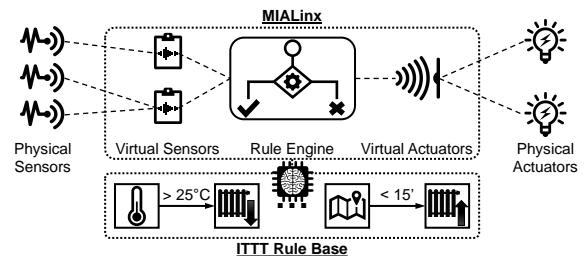 MIALinx
Physical
Sensors
Virtual Sensors
Rule Engine
Virtual Actuators
Physical
Actuators
> 25°C
< 15'
ITTT Rule Base